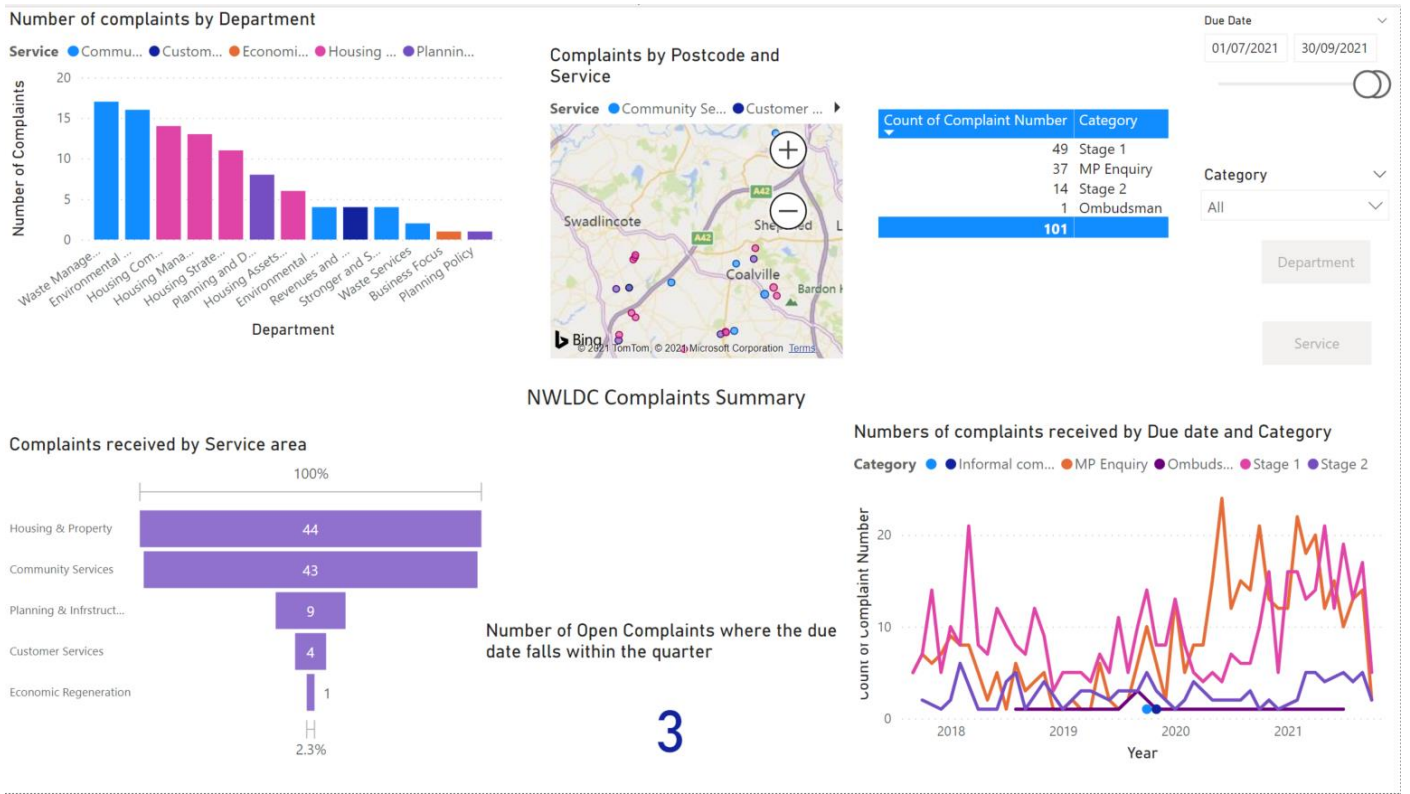 Number of complaints by Department
Service Commu... Custom... Economi... Housing ... Plannin...
Number of Complaints
20
15
10
5
0
Waste Manage...
Environmental ...
Housing Com...
Housing Mana...
Housing Strate...
Planning and D...
Housing Assets...
Environmental ...
Revenues and ...
Stronger and S...
Waste Services
Business Focus
Planning Policy
Department
Complaints by Postcode and
Service
Service Community Se... Customer ...
A42
Swadlincote
A42
Coalville
Bardon
Bing
© 2021 TomTom, © 2021 Microsoft Corporation Terms
Count of Complaint Number Category
49 Stage 1
37 MP Enquiry
14 Stage 2
1 Ombudsman
101
Due Date
01/07/2021 30/09/2021
Category
All
Department
Service
NWLDC Complaints Summary
Complaints received by Service area
100%
Housing & Property 44
Community Services 43
Planning & Infrstruct... 9
Customer Services 4
Economic Regeneration 1
2.3%
Number of Open Complaints where the due
date falls within the quarter
3
Numbers of complaints received by Due date and Category
Category Informal com... MP Enquiry Ombuds... Stage 1 Stage 2
Count of Complaint Number
20
10
0
2018 2019 2020 2021
Year